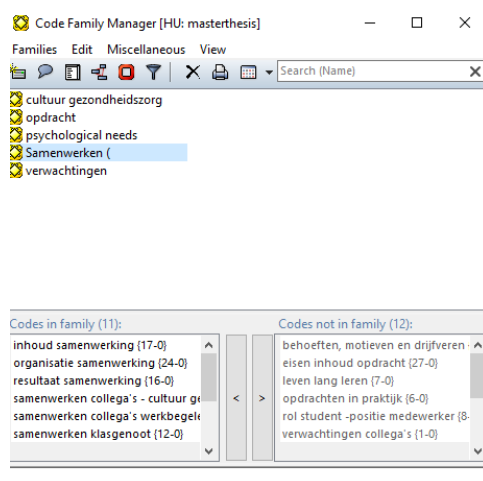 Code Family Manager [HU: masterthesis]
Families Edit Miscellaneous View
Search (Name)
cultuur gezondheidszorg
opdracht
psychological needs
Samenwerken (
verwachtingen
Codes in family (11):
inhoud samenwerking {17-0}
organisatie samenwerking {24-0}
resultaat samenwerking {16-0}
samenwerken collega's - cultuur ge
samenwerken collega's werkbegele
samenwerken klasgenoot {12-0}
< >
Codes not in family (12):
behoeften, motieven en drijfveren -
eisen inhoud opdracht {27-0}
leven lang leren {7-0}
opdrachten in praktijk {6-0}
rol student -positie medewerker {8-
verwachtingen collega's {1-0}